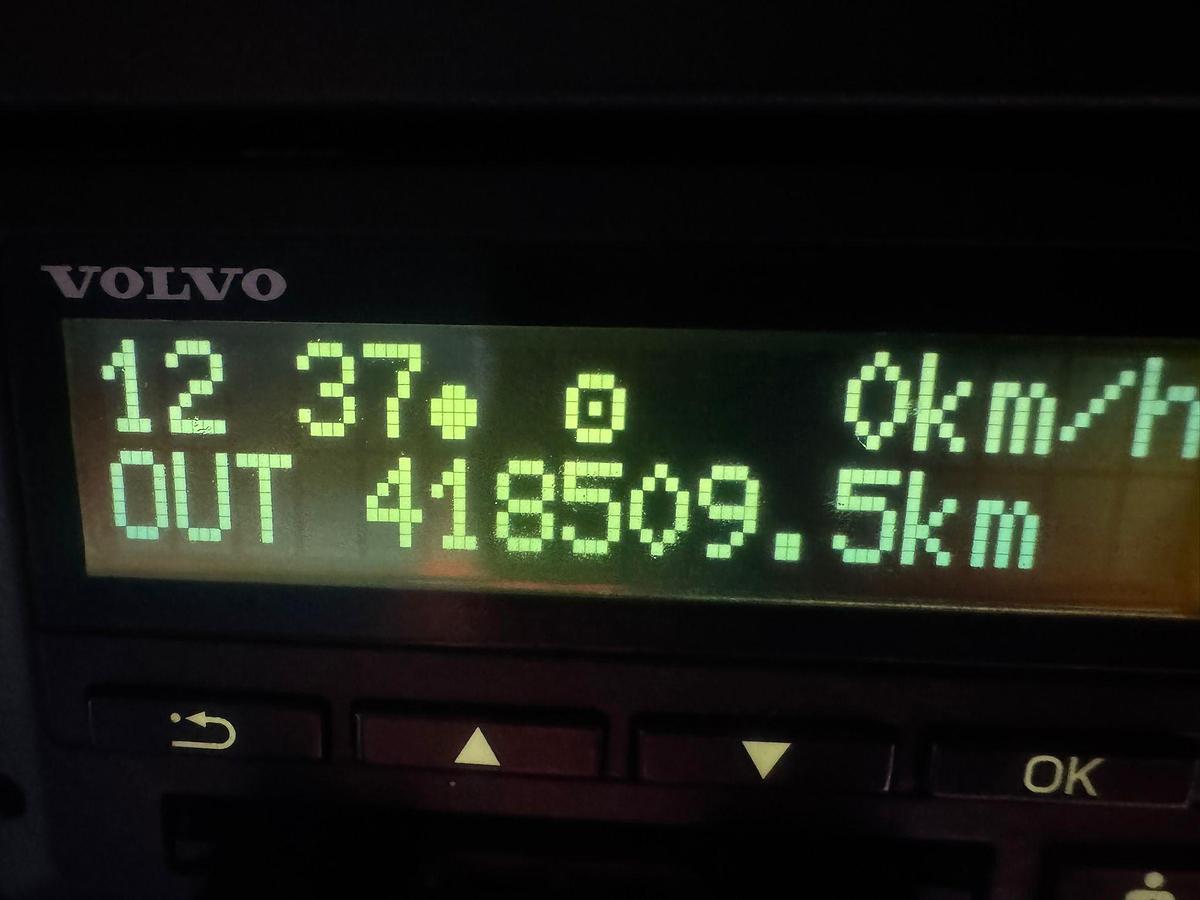 VOLVO
12 37● ⊙ 0km/h
OUT 418509.5km
OK